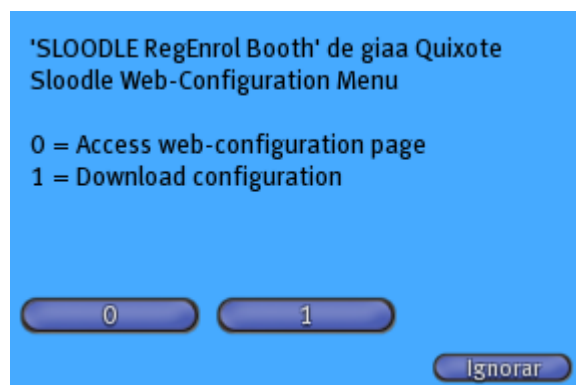 'SLOODLE RegEnrol Booth' de giaa Quixote
Sloodle Web-Configuration Menu
0 = Access web-configuration page
1 = Download configuration
0 1
Ignorar